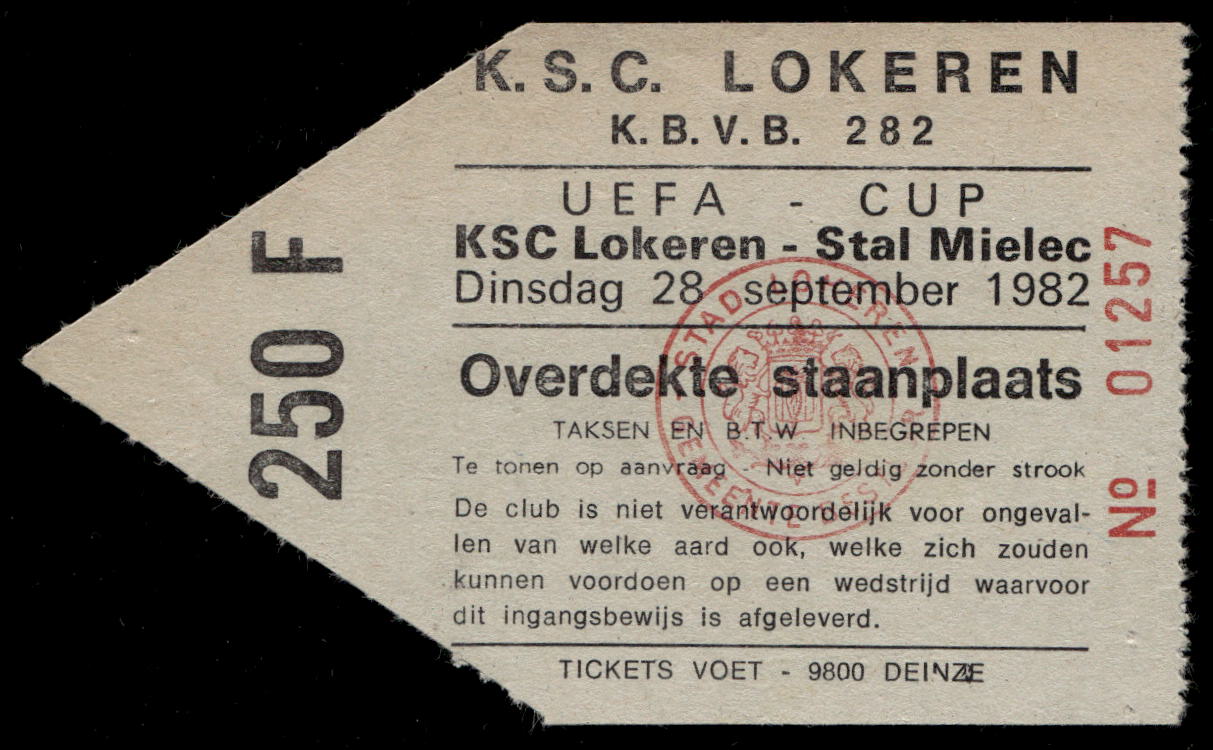 K. S. C. LOKEREN
K. B. V. B. 282
UEFA - CUP
KSC Lokeren - Stal Mielec
Dinsdag 28 september 1982
Overdekte staanplaats
TAKSEN EN B.T.W INBEGREPEN
Te tonen op aanvraag - Niet geldig zonder strook
De club is niet verantwoordelijk voor ongeval-
len van welke aard ook, welke zich zouden
kunnen voordoen op een wedstrijd waarvoor
dit ingangsbewijs is afgeleverd.
TICKETS VOET - 9800 DEINZE
250 F
Nº 01257
STAD LOKEREN
GEMEENTE